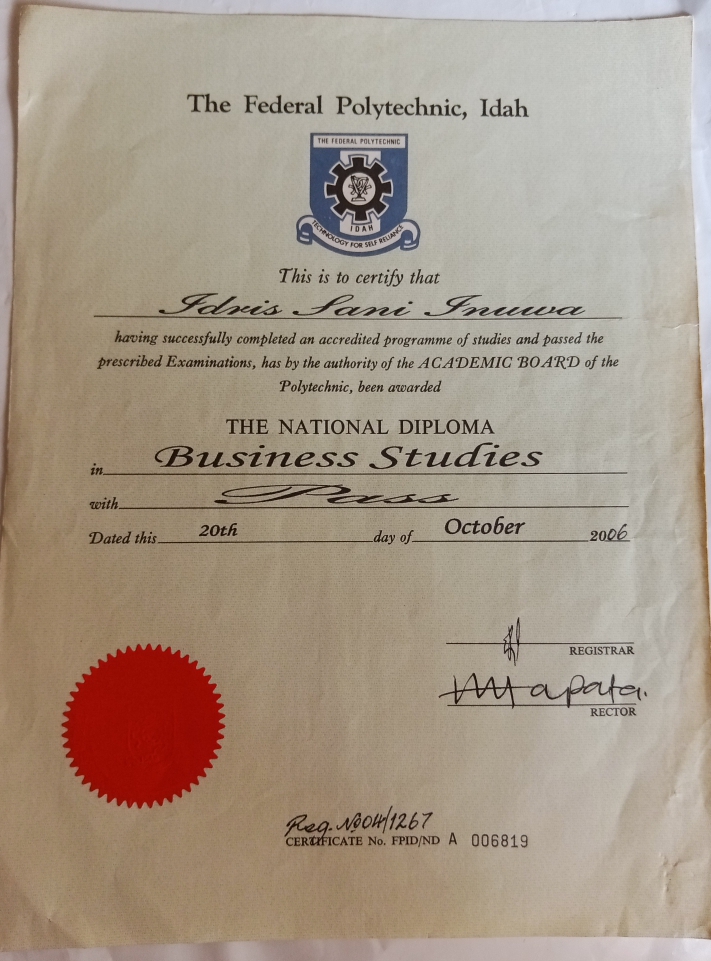 The Federal Polytechnic, Idah
THE FEDERAL POLYTECHNIC
IDAH
TECHNOLOGY FOR SELF RELIANCE
This is to certify that
Idris Sani Inuwa
having successfully completed an accredited programme of studies and passed the
prescribed Examinations, has by the authority of the ACADEMIC BOARD of the
Polytechnic, been awarded
THE NATIONAL DIPLOMA
in Business Studies
with Pass
Dated this 20th day of October 2006
REGISTRAR
RECTOR
Reg. No 04/1267
CERTIFICATE No. FPID/ND A 006819